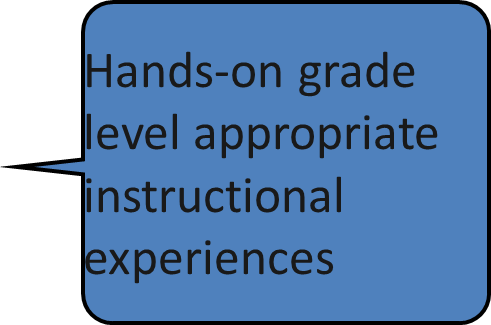 Hands-on grade
level appropriate
instructional
experiences